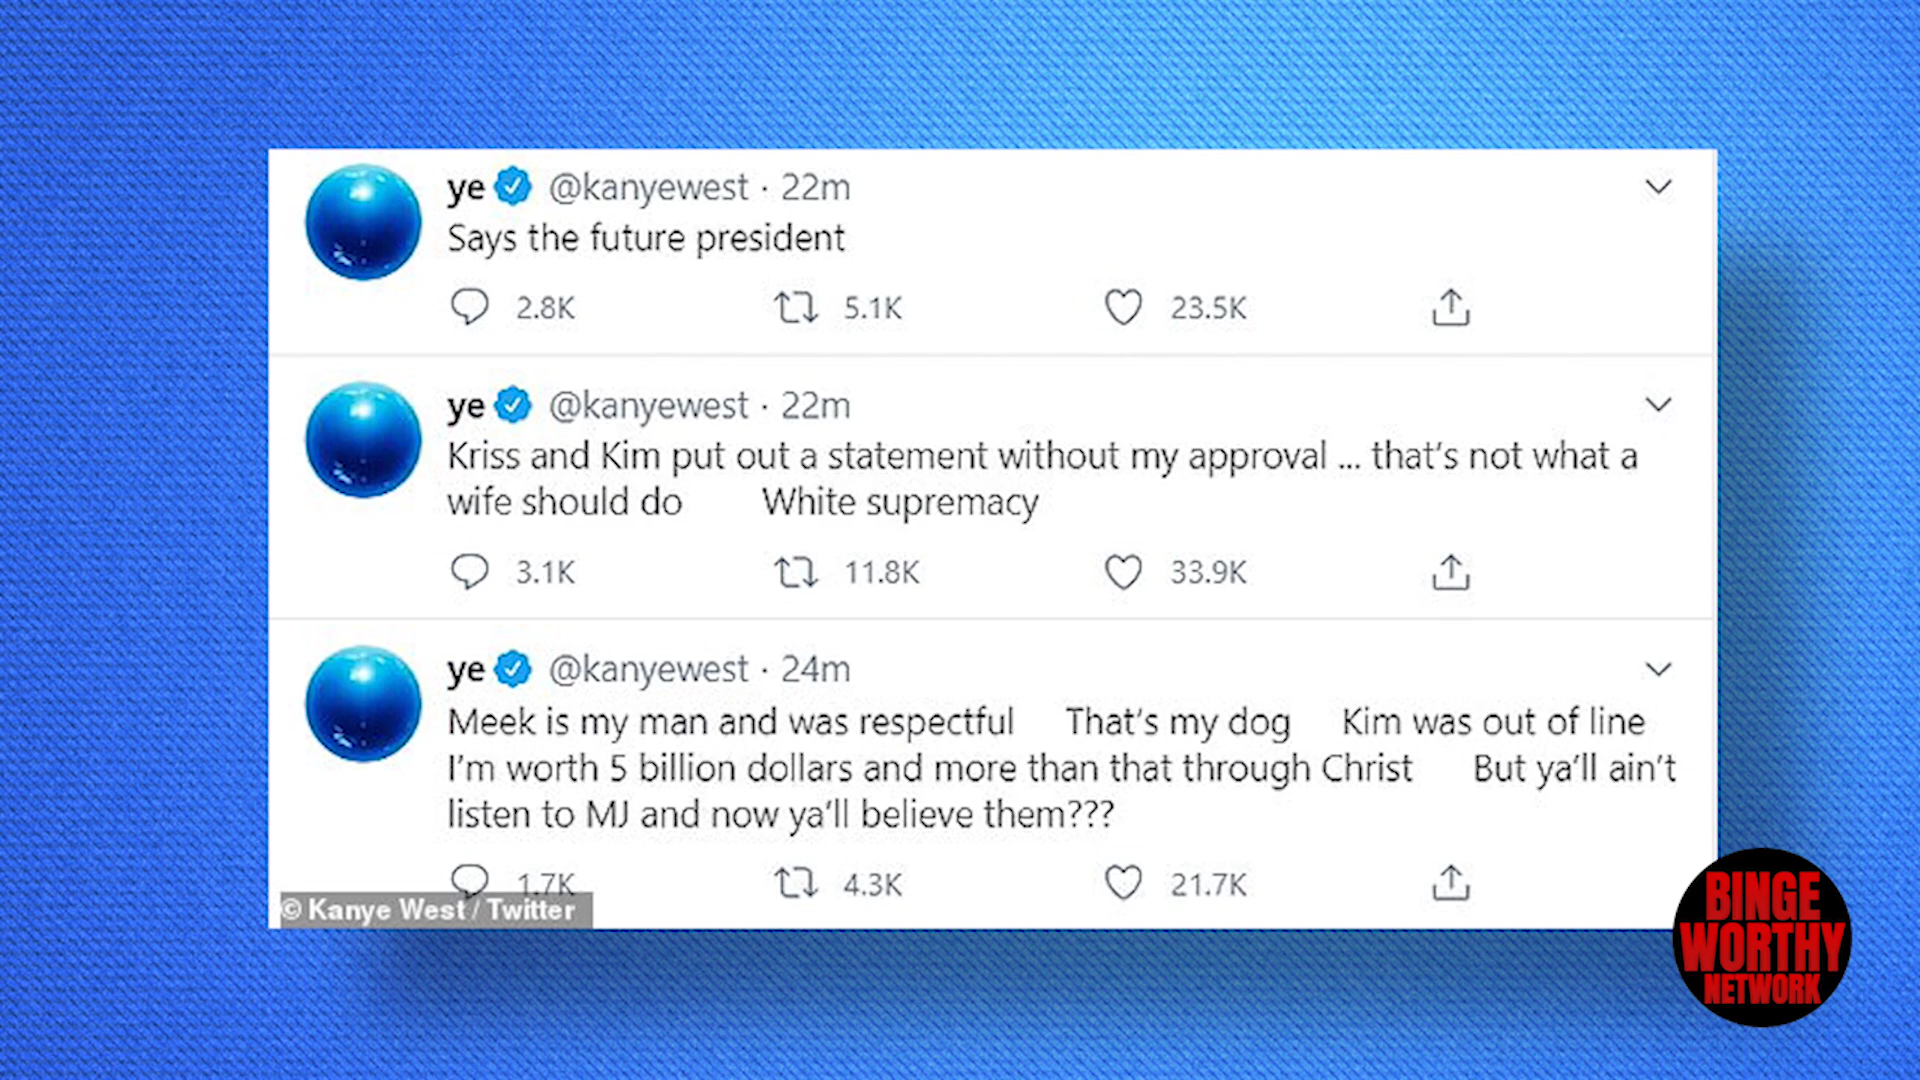 ye @kanyewest · 22m
Says the future president
2.8K 5.1K 23.5K
ye @kanyewest · 22m
Kriss and Kim put out a statement without my approval ... that's not what a
wife should do White supremacy
3.1K 11.8K 33.9K
ye @kanyewest · 24m
Meek is my man and was respectful That's my dog Kim was out of line
I'm worth 5 billion dollars and more than that through Christ But ya'll ain't
listen to MJ and now ya'll believe them???
1.7K 4.3K 21.7K
© Kanye West / Twitter
BINGE
WORTHY
NETWORK